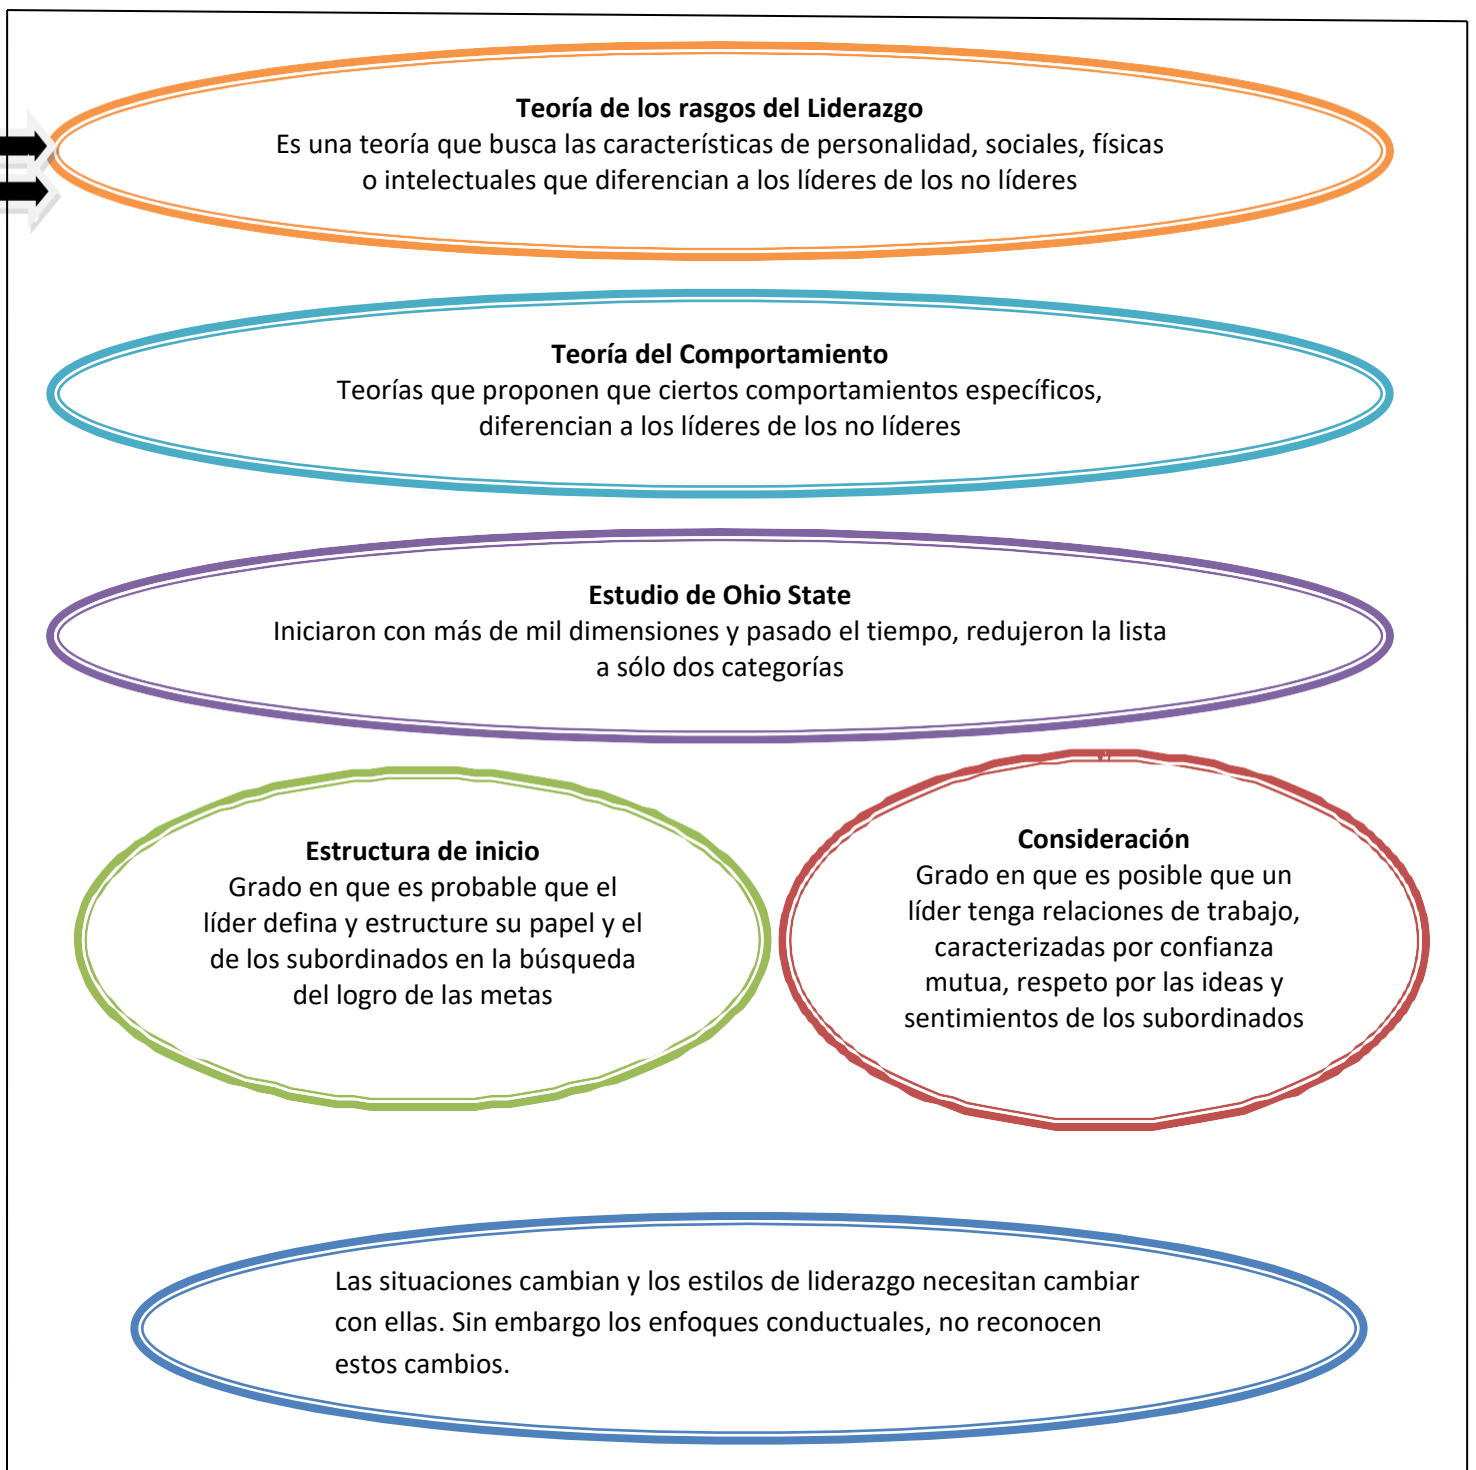 Teoría de los rasgos del Liderazgo
Es una teoría que busca las características de personalidad, sociales, físicas
o intelectuales que diferencian a los líderes de los no líderes
Teoría del Comportamiento
Teorías que proponen que ciertos comportamientos específicos,
diferencian a los líderes de los no líderes
Estudio de Ohio State
Iniciaron con más de mil dimensiones y pasado el tiempo, redujeron la lista
a sólo dos categorías
Estructura de inicio
Grado en que es probable que el
líder defina y estructure su papel y el
de los subordinados en la búsqueda
del logro de las metas
Consideración
Grado en que es posible que un
líder tenga relaciones de trabajo,
caracterizadas por confianza
mutua, respeto por las ideas y
sentimientos de los subordinados
Las situaciones cambian y los estilos de liderazgo necesitan cambiar
con ellas. Sin embargo los enfoques conductuales, no reconocen
estos cambios.